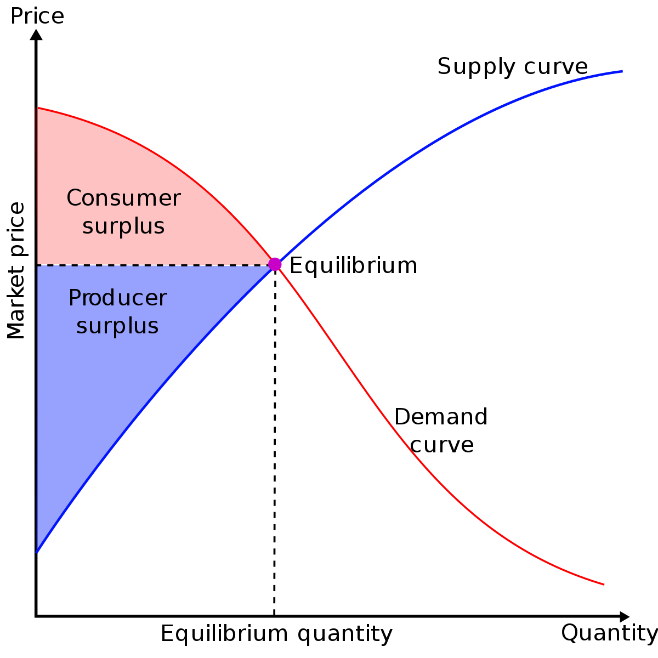 Price
Supply curve
Consumer
surplus
Market price
Equilibrium
Producer
surplus
Demand
curve
Equilibrium quantity
Quantity